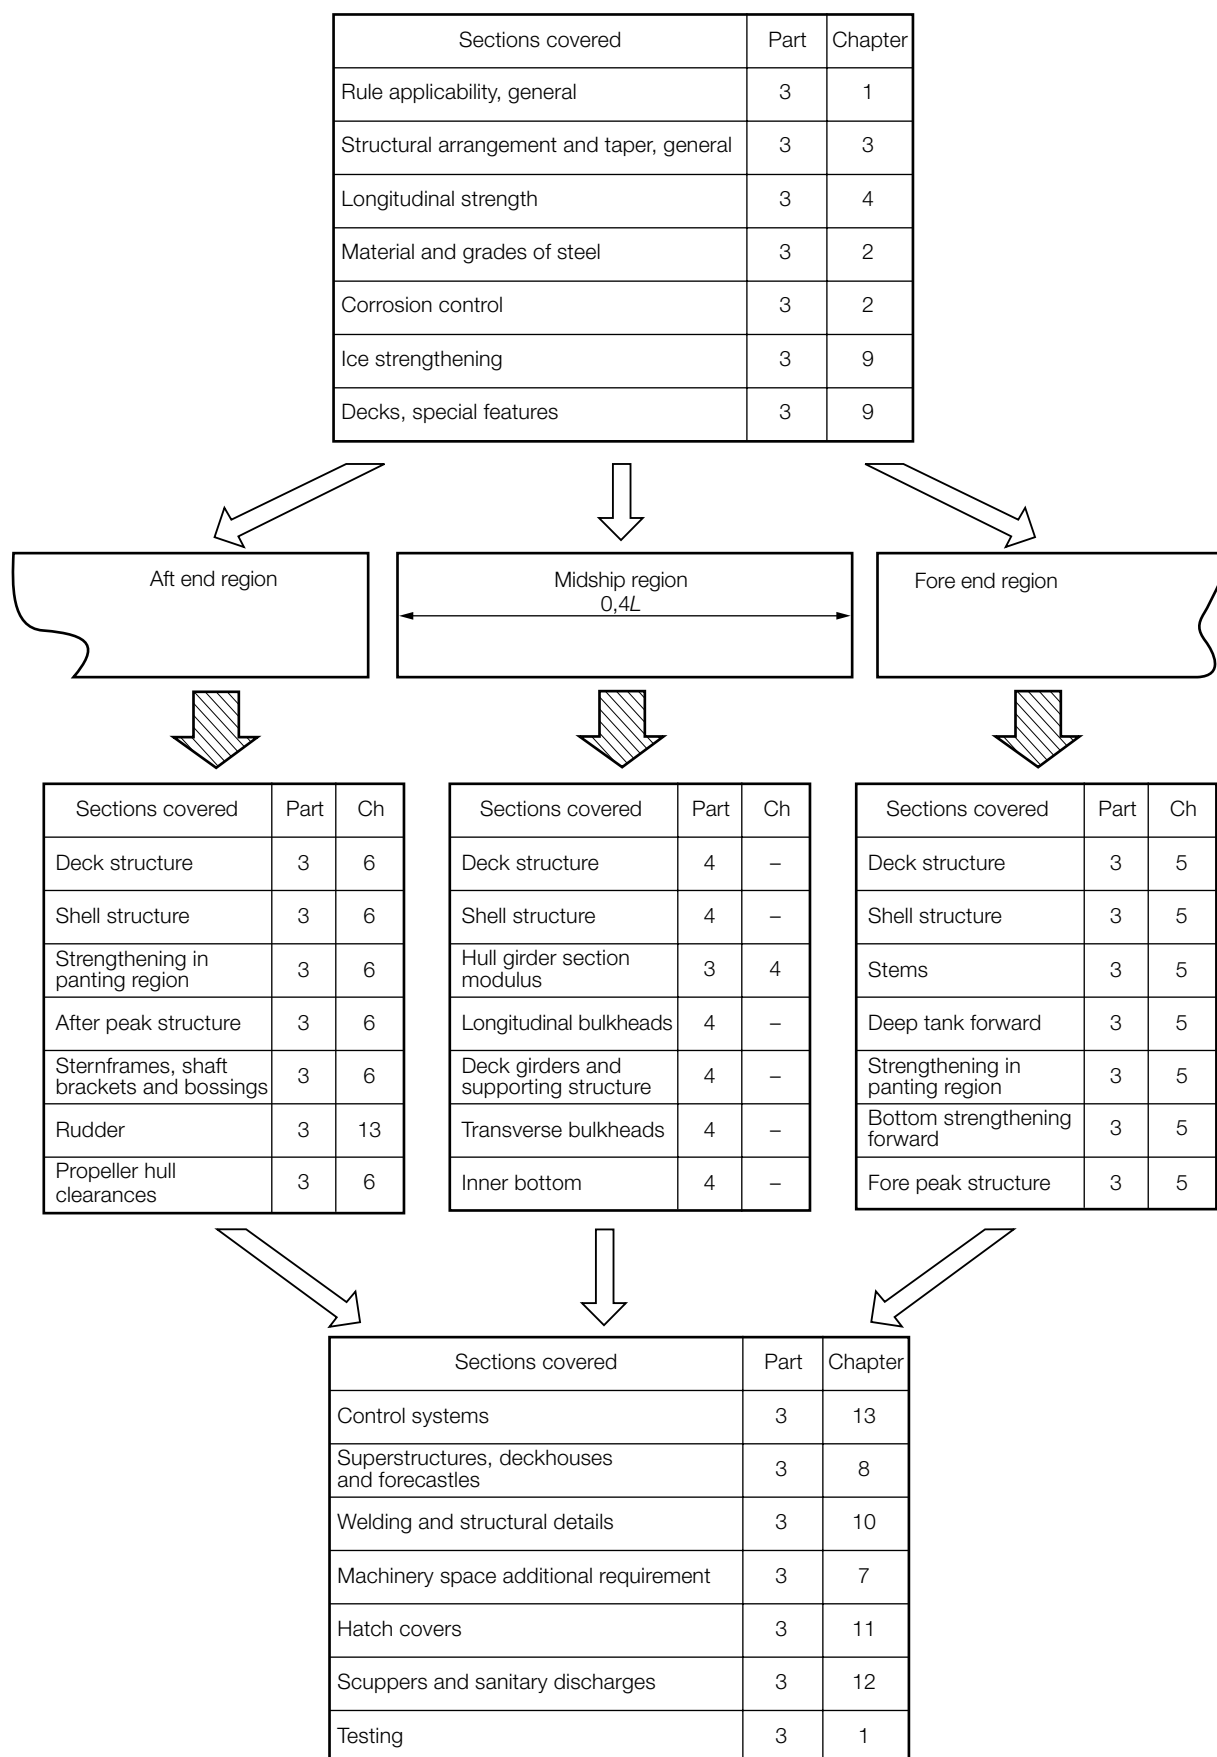 Sections covered Part Chapter
Rule applicability, general 3 1
Structural arrangement and taper, general 3 3
Longitudinal strength 3 4
Material and grades of steel 3 2
Corrosion control 3 2
Ice strengthening 3 9
Decks, special features 3 9
Aft end region
Midship region
0,4L
Fore end region
Sections covered Part Ch
Deck structure 3 6
Shell structure 3 6
Strengthening in
panting region 3 6
After peak structure 3 6
Sternframes, shaft
brackets and bossings 3 6
Rudder 3 13
Propeller hull
clearances 3 6
Sections covered Part Ch
Deck structure 4 –
Shell structure 4 –
Hull girder section
modulus 3 4
Longitudinal bulkheads 4 –
Deck girders and
supporting structure 4 –
Transverse bulkheads 4 –
Inner bottom 4 –
Sections covered Part Ch
Deck structure 3 5
Shell structure 3 5
Stems 3 5
Deep tank forward 3 5
Strengthening in
panting region 3 5
Bottom strengthening
forward 3 5
Fore peak structure 3 5
Sections covered Part Chapter
Control systems 3 13
Superstructures, deckhouses
and forecastles 3 8
Welding and structural details 3 10
Machinery space additional requirement 3 7
Hatch covers 3 11
Scuppers and sanitary discharges 3 12
Testing 3 1